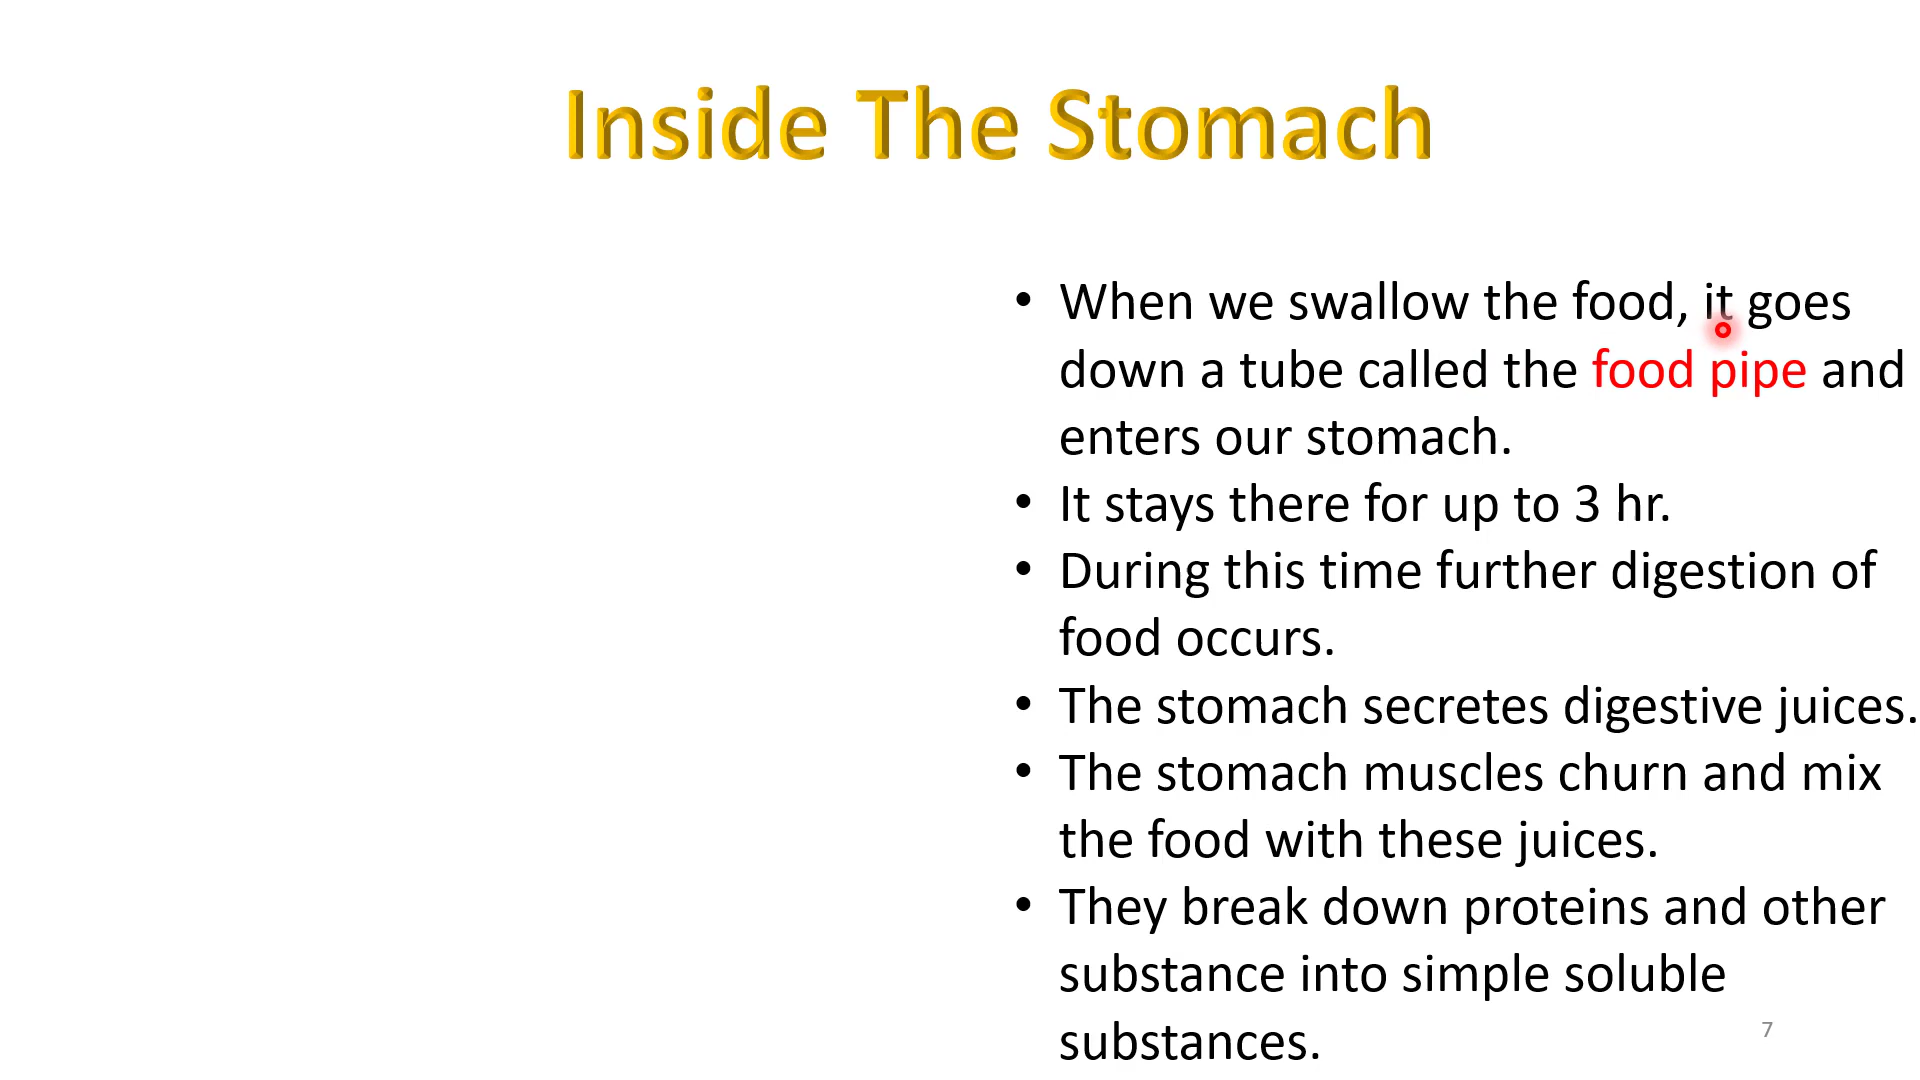 Inside The Stomach
• When we swallow the food, it goes
down a tube called the food pipe and
enters our stomach.
• It stays there for up to 3 hr.
• During this time further digestion of
food occurs.
• The stomach secretes digestive juices.
• The stomach muscles churn and mix
the food with these juices.
• They break down proteins and other
substance into simple soluble
substances.
7